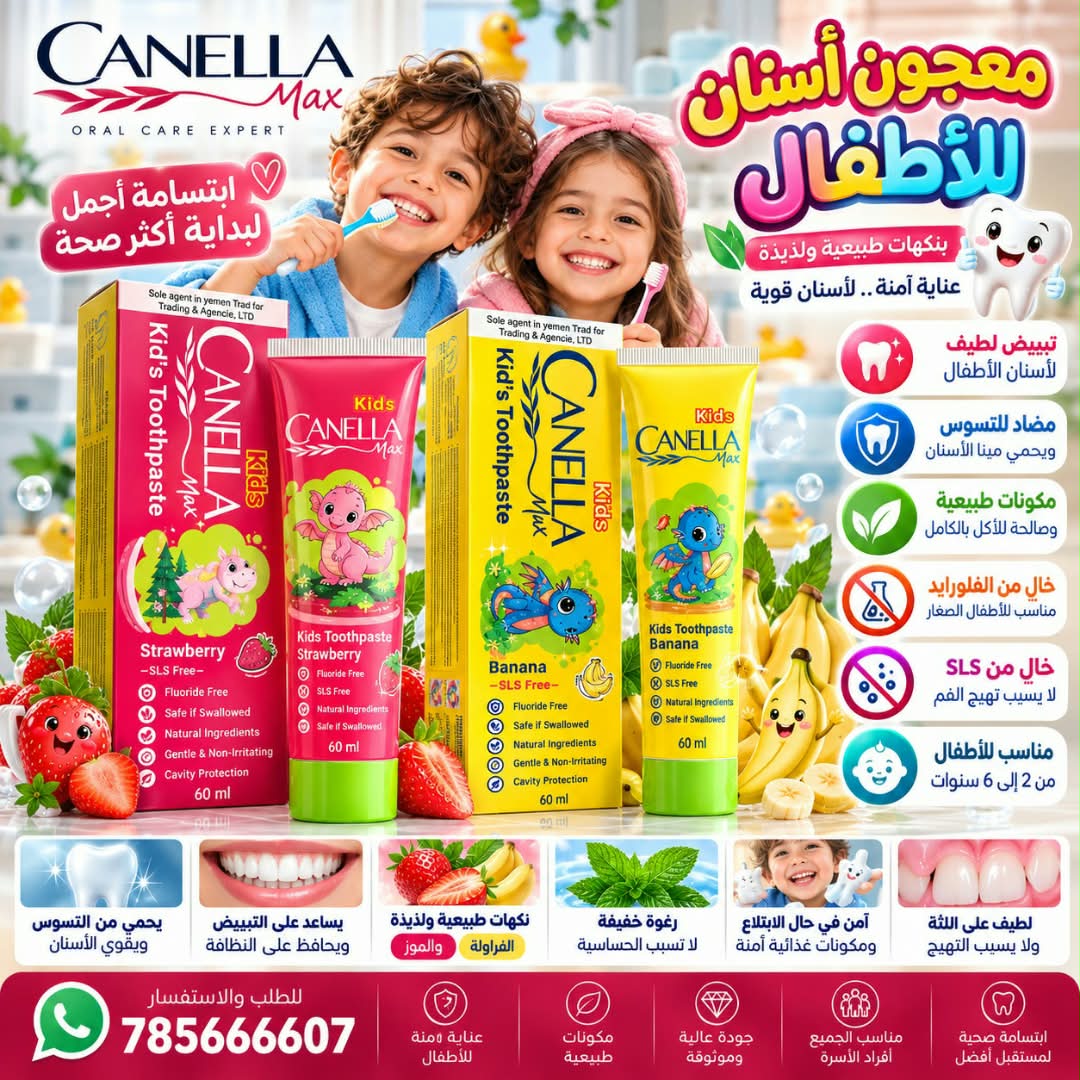 CANELLA
Max
ORAL CARE EXPERT
ابتسامة أجمل
لبداية أكثر صحة
معجون أسنان
للأطفال
بنكهات طبيعية ولذيذة
عناية آمنة .. لأسنان قوية
تبييض لطيف
لأسنان الأطفال
مضاد للتسوس
ويحمي مينا الأسنان
مكونات طبيعية
وصالحة للأكل بالكامل
خالٍ من الفلورايد
مناسب للأطفال الصغار
خالٍ من SLS
لا يسبب تهيج الفم
مناسب للأطفال
من 2 إلى 6 سنوات
Sole agent in yemen Trad for
Trading & Agencie, LTD
Kid's Toothpaste
CANELLA
Max
Kids
Strawberry
–SLS Free–
Fluoride Free
Safe if Swallowed
Natural Ingredients
Gentle & Non-Irritating
Cavity Protection
60 ml
Kids
CANELLA
Max
Kids Toothpaste
Strawberry
Fluoride Free
SLS Free
Natural Ingredients
Safe if Swallowed
60 ml
Sole agent in yemen Trad for
Trading & Agencie, LTD
Kid's Toothpaste
CANELLA
Max
Kids
Banana
–SLS Free–
Fluoride Free
Safe if Swallowed
Natural Ingredients
Gentle & Non-Irritating
Cavity Protection
60 ml
Kids
CANELLA
Max
Kids Toothpaste
Banana
Fluoride Free
SLS Free
Natural Ingredients
Safe if Swallowed
60 ml
لطيف على اللثة
ولا يسبب التهيج
آمن في حال الابتلاع
ومكونات غذائية آمنة
رغوة خفيفة
لا تسبب الحساسية
نكهات طبيعية ولذيذة
الفراولة
والموز
يساعد على التبييض
ويحافظ على النظافة
يحمي من التسوس
ويقوي الأسنان
ابتسامة صحية
لمستقبل أفضل
مناسب الجميع
أفراد الأسرة
جودة عالية
وموثوقة
مكونات
طبيعية
عناية ءمنة
للأطفال
للطلب والاستفسار
785666607